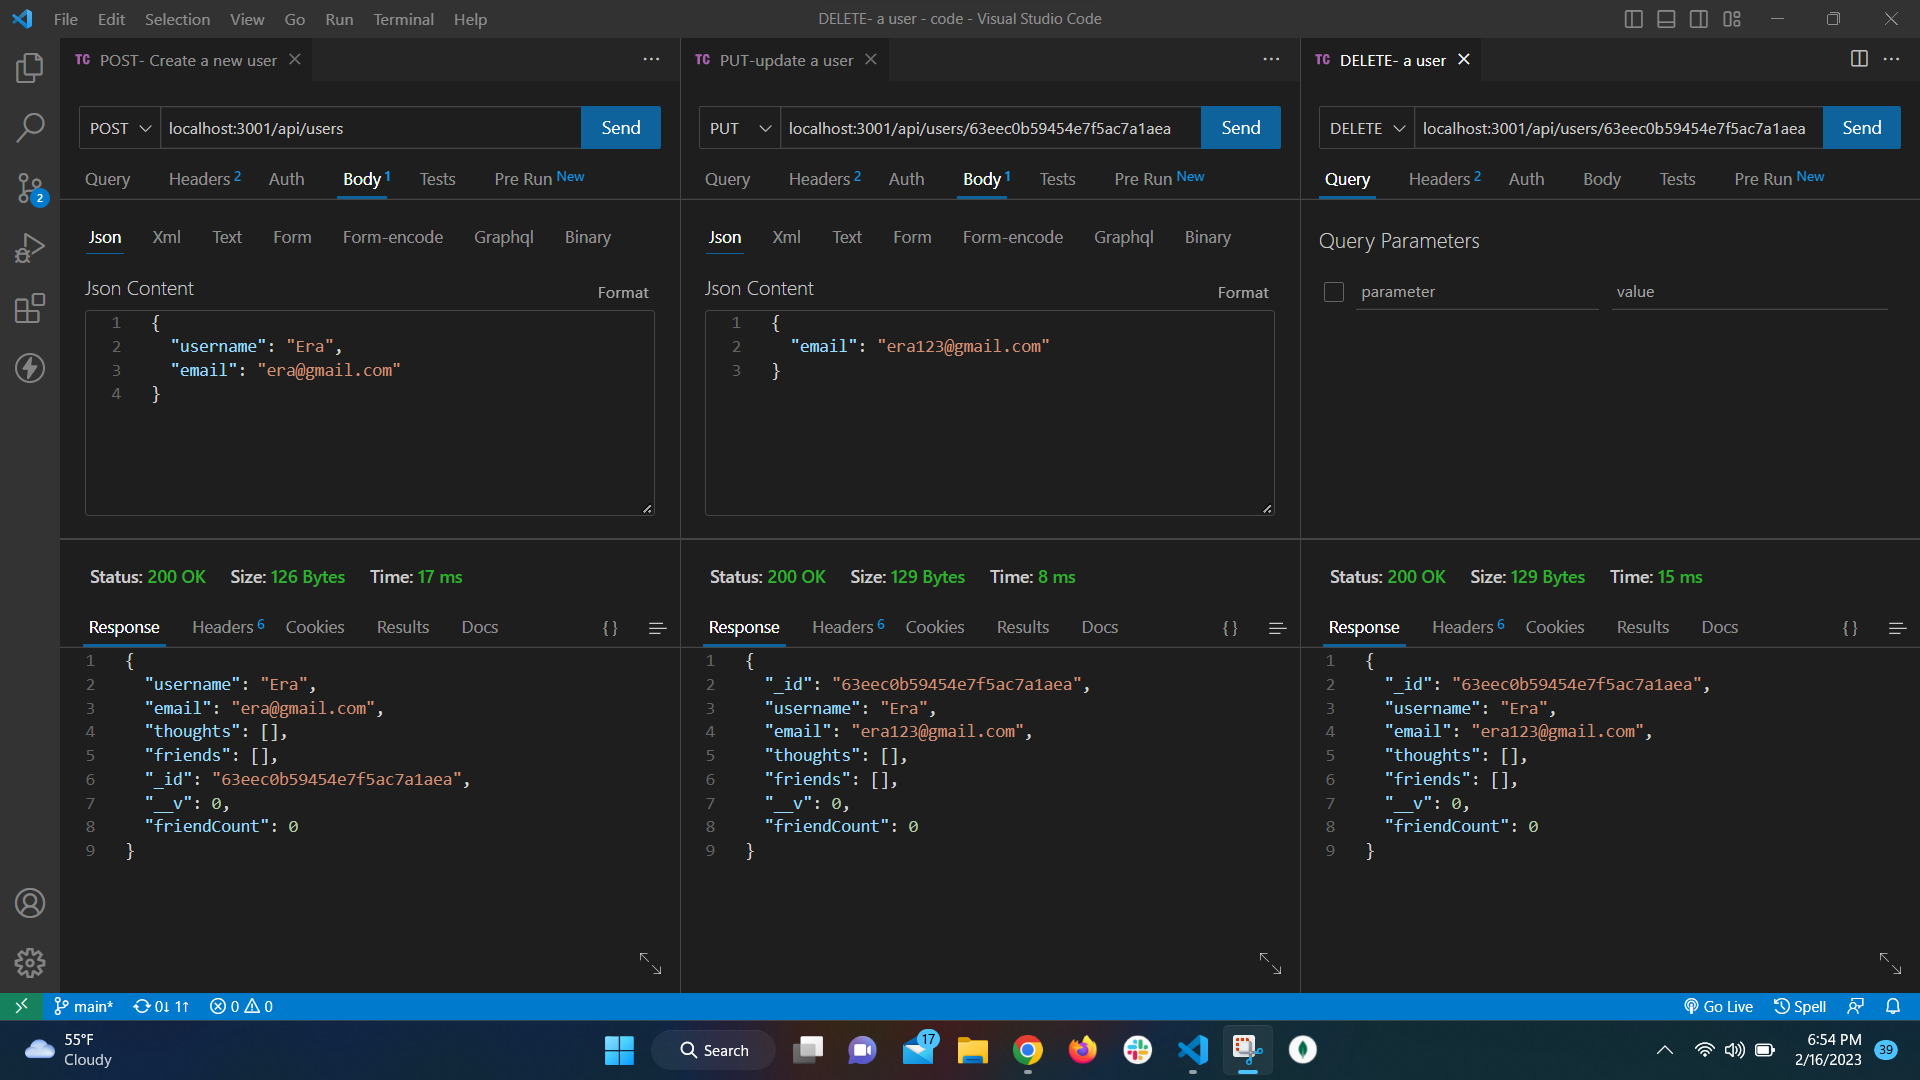 File Edit Selection View Go Run Terminal Help
DELETE- a user - code - Visual Studio Code
TC POST- Create a new user
POST localhost:3001/api/users Send
Query Headers 2 Auth Body 1 Tests Pre Run New
Json Xml Text Form Form-encode Graphql Binary
Json Content Format
1 {
2 "username": "Era",
3 "email": "era@gmail.com"
4 }
Status: 200 OK Size: 126 Bytes Time: 17 ms
Response Headers 6 Cookies Results Docs { }
1 {
2 "username": "Era",
3 "email": "era@gmail.com",
4 "thoughts": [],
5 "friends": [],
6 "_id": "63eec0b59454e7f5ac7a1aea",
7 "__v": 0,
8 "friendCount": 0
9 }
TC PUT-update a user
PUT localhost:3001/api/users/63eec0b59454e7f5ac7a1aea Send
Query Headers 2 Auth Body 1 Tests Pre Run New
Json Xml Text Form Form-encode Graphql Binary
Json Content Format
1 {
2 "email": "era123@gmail.com"
3 }
Status: 200 OK Size: 129 Bytes Time: 8 ms
Response Headers 6 Cookies Results Docs { }
1 {
2 "_id": "63eec0b59454e7f5ac7a1aea",
3 "username": "Era",
4 "email": "era123@gmail.com",
5 "thoughts": [],
6 "friends": [],
7 "__v": 0,
8 "friendCount": 0
9 }
TC DELETE- a user
DELETE localhost:3001/api/users/63eec0b59454e7f5ac7a1aea Send
Query Headers 2 Auth Body Tests Pre Run New
Query Parameters
parameter value
Status: 200 OK Size: 129 Bytes Time: 15 ms
Response Headers 6 Cookies Results Docs { }
1 {
2 "_id": "63eec0b59454e7f5ac7a1aea",
3 "username": "Era",
4 "email": "era123@gmail.com",
5 "thoughts": [],
6 "friends": [],
7 "__v": 0,
8 "friendCount": 0
9 }
2
main* 0↓ 1↑ 0 0 Go Live Spell
55°F
Cloudy
Search
17
6:54 PM
2/16/2023
39